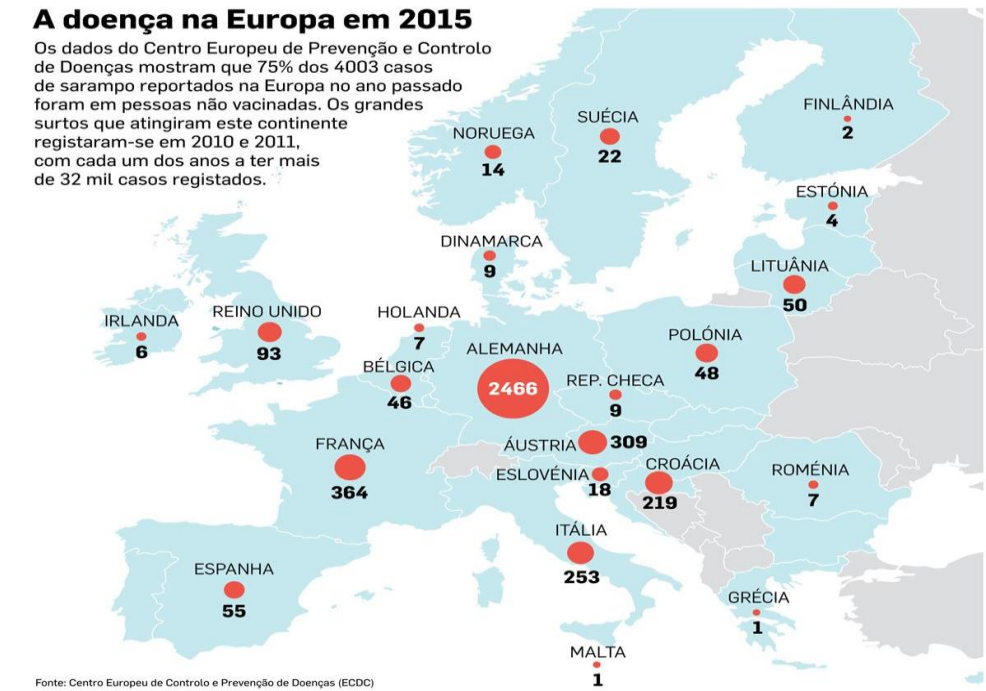 A doença na Europa em 2015
Os dados do Centro Europeu de Prevenção e Controlo
de Doenças mostram que 75% dos 4003 casos
de sarampo reportados na Europa no ano passado
foram em pessoas não vacinadas. Os grandes
surtos que atingiram este continente
registaram-se em 2010 e 2011,
com cada um dos anos a ter mais
de 32 mil casos registados.
FINLÂNDIA
2
SUÉCIA
22
NORUEGA
14
ESTÓNIA
4
DINAMARCA
9
LITUÂNIA
50
IRLANDA
6
REINO UNIDO
93
HOLANDA
7
POLÓNIA
48
ALEMANHA
2466
BÉLGICA
46
REP. CHECA
9
FRANÇA
364
ÁUSTRIA 309
ESLOVÉNIA
18
CROÁCIA
219
ROMÉNIA
7
ITÁLIA
253
ESPANHA
55
GRÉCIA
1
MALTA
1
Fonte: Centro Europeu de Controlo e Prevenção de Doenças (ECDC)